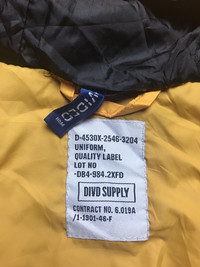 D-4530X-2546-3204
UNIFORM,
QUALITY LABEL
LOT NO
-DB4-984.2XFD
DIVD SUPPLY
CONTRACT NO. 6.019A
/1-1901-46-F